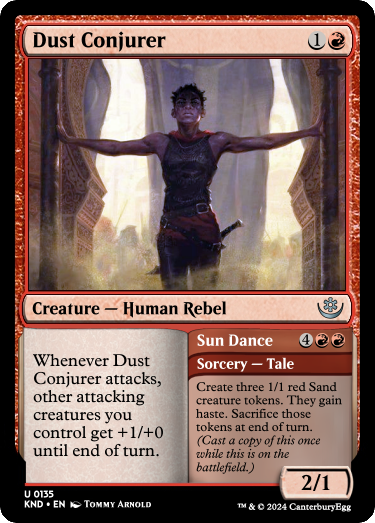 Dust Conjurer 1
Creature — Human Rebel
Whenever Dust
Conjurer attacks,
other attacking
creatures you
control get +1/+0
until end of turn.
Sun Dance 4
Sorcery — Tale
Create three 1/1 red Sand
creature tokens. They gain
haste. Sacrifice those
tokens at end of turn.
(Cast a copy of this once
while this is on the
battlefield.)
2/1
U 0135
KND • EN Tommy Arnold
™ & © 2024 CanterburyEgg